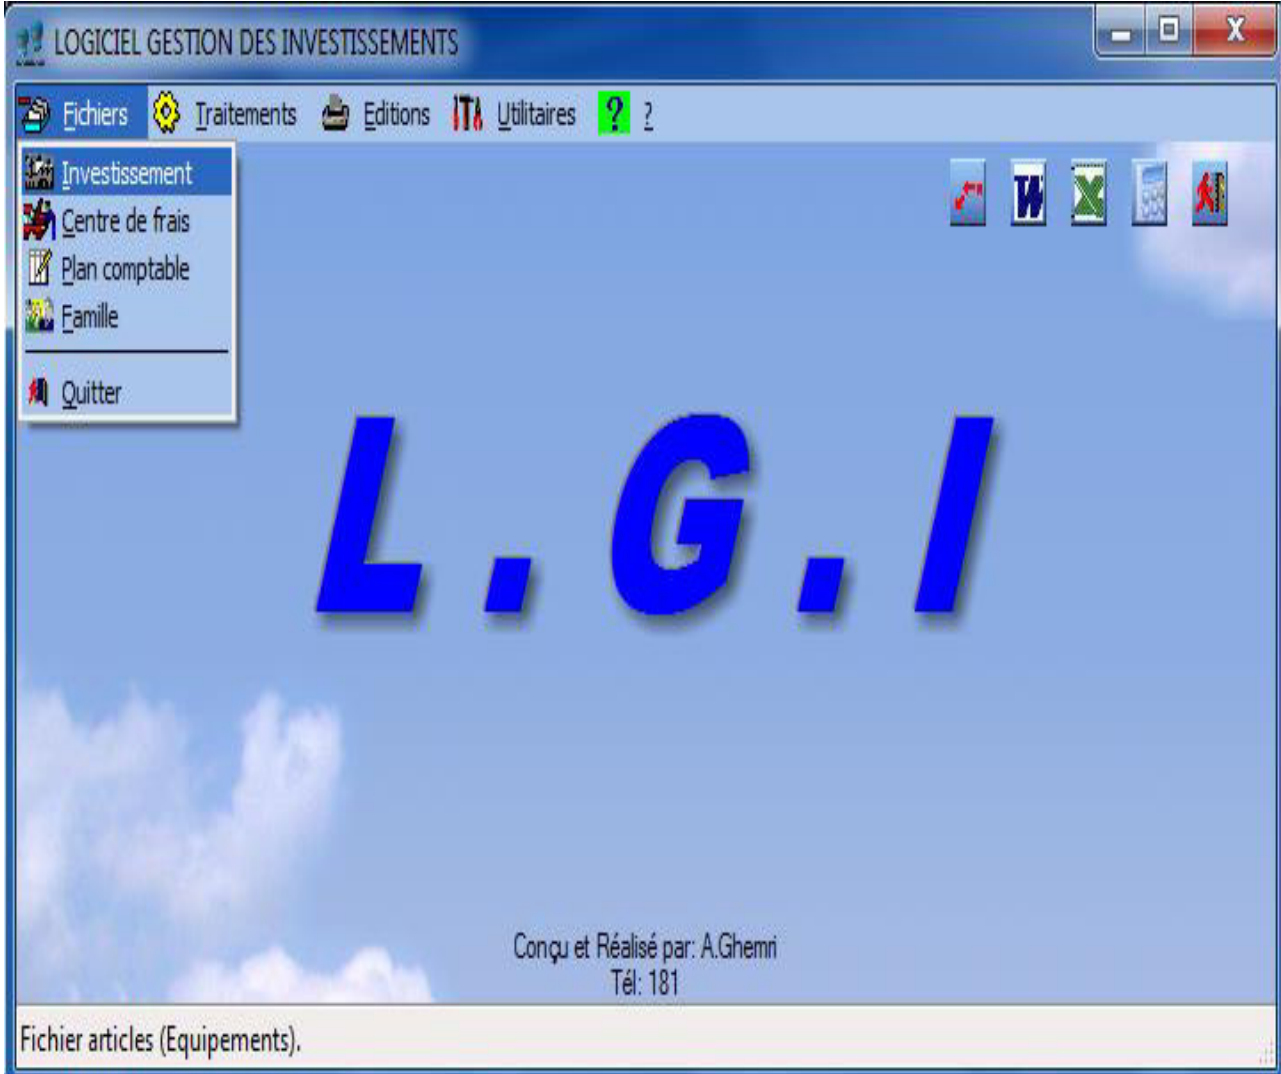 LOGICIEL GESTION DES INVESTISSEMENTS
Fichiers Traitements Editions Utilitaires ? ?
Investissement
Centre de frais
Plan comptable
Famille
Quitter
L . G . I
Conçu et Réalisé par: A.Ghemri
Tél: 181
Fichier articles (Equipements).